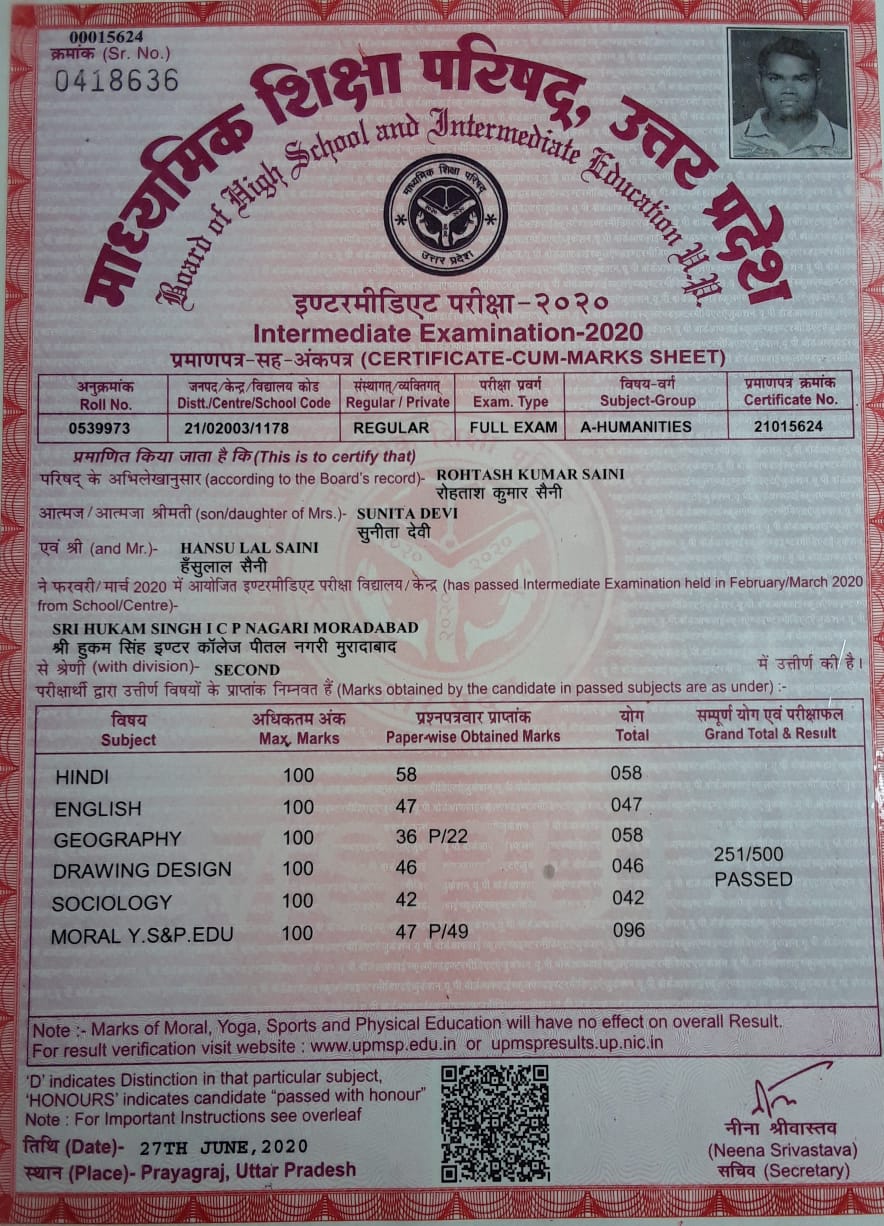 00015624
क्रमांक (Sr. No.)
0418636
माध्यमिक शिक्षा परिषद्, उत्तर प्रदेश
Board of High School and Intermediate Education U.P.
माध्यमिक शिक्षा परिषद्
उत्तर प्रदेश
इण्टरमीडिएट परीक्षा-२०२०
Intermediate Examination-2020
प्रमाणपत्र-सह-अंकपत्र (CERTIFICATE-CUM-MARKS SHEET)
अनुक्रमांक जनपद/केन्द्र/विद्यालय कोड संस्थागत्/व्यक्तिगत् परीक्षा प्रवर्ग विषय-वर्ग प्रमाणपत्र क्रमांक
Roll No. Distt./Centre/School Code Regular / Private Exam. Type Subject-Group Certificate No.
0539973 21/02003/1178 REGULAR FULL EXAM A-HUMANITIES 21015624
प्रमाणित किया जाता है कि (This is to certify that)
परिषद् के अभिलेखानुसार (according to the Board's record)- ROHTASH KUMAR SAINI
रोहताश कुमार सैनी
आत्मज/आत्मजा श्रीमती (son/daughter of Mrs.)- SUNITA DEVI
सुनीता देवी
एवं श्री (and Mr.)- HANSU LAL SAINI
हँसुलाल सैनी
ने फरवरी/मार्च 2020 में आयोजित इण्टरमीडिएट परीक्षा विद्यालय/केन्द्र (has passed Intermediate Examination held in February/March 2020
from School/Centre)-
SRI HUKAM SINGH I C P NAGARI MORADABAD
श्री हुकम सिंह इण्टर कॉलेज पीतल नगरी मुरादाबाद
से श्रेणी (with division)- SECOND में उत्तीर्ण की है।
परीक्षार्थी द्वारा उत्तीर्ण विषयों के प्राप्तांक निम्नवत हैं (Marks obtained by the candidate in passed subjects are as under) :-
विषय अधिकतम अंक प्रश्नपत्रवार प्राप्तांक योग सम्पूर्ण योग एवं परीक्षाफल
Subject Max. Marks Paper-wise Obtained Marks Total Grand Total & Result
HINDI 100 58 058
ENGLISH 100 47 047
GEOGRAPHY 100 36 P/22 058
251/500
DRAWING DESIGN 100 46 046
PASSED
SOCIOLOGY 100 42 042
MORAL Y.S&P.EDU 100 47 P/49 096
Note :- Marks of Moral, Yoga, Sports and Physical Education will have no effect on overall Result.
For result verification visit website : www.upmsp.edu.in or upmspresults.up.nic.in
'D' indicates Distinction in that particular subject,
'HONOURS' indicates candidate "passed with honour"
Note : For Important Instructions see overleaf
तिथि (Date)- 27TH JUNE,2020
स्थान (Place)- Prayagraj, Uttar Pradesh
नीना श्रीवास्तव
(Neena Srivastava)
सचिव (Secretary)